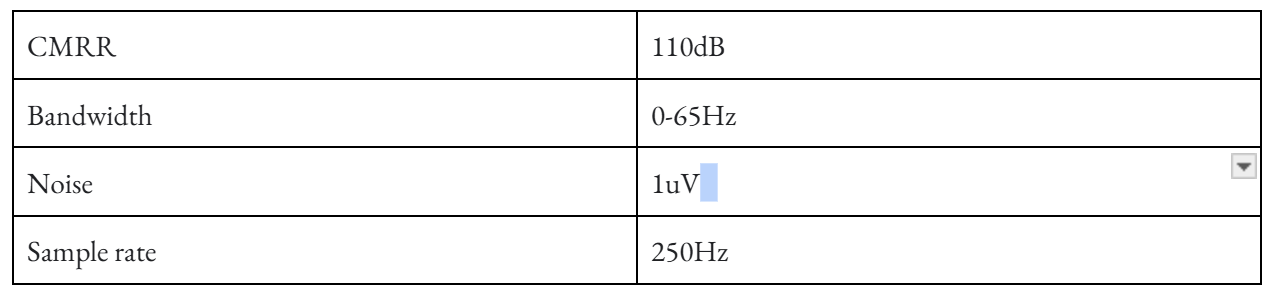 CMRR 110dB
Bandwidth 0-65Hz
Noise 1uV
Sample rate 250Hz